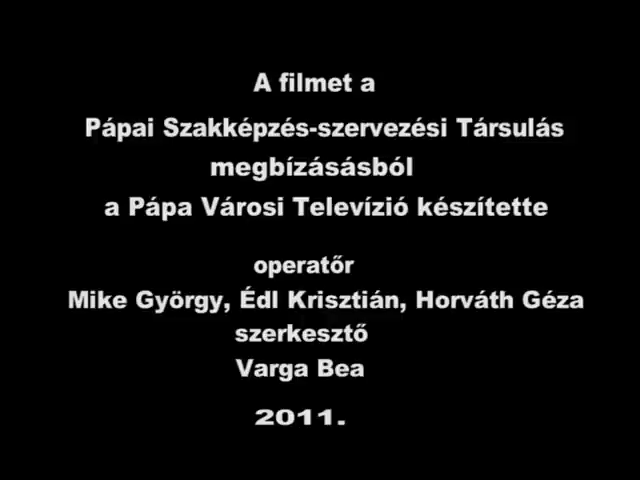 A filmet a
Pápai Szakképzés-szervezési Társulás
megbízásásból
a Pápa Városi Televízió készítette
operatőr
Mike György, Édl Krisztián, Horváth Géza
szerkesztő
Varga Bea
2011.